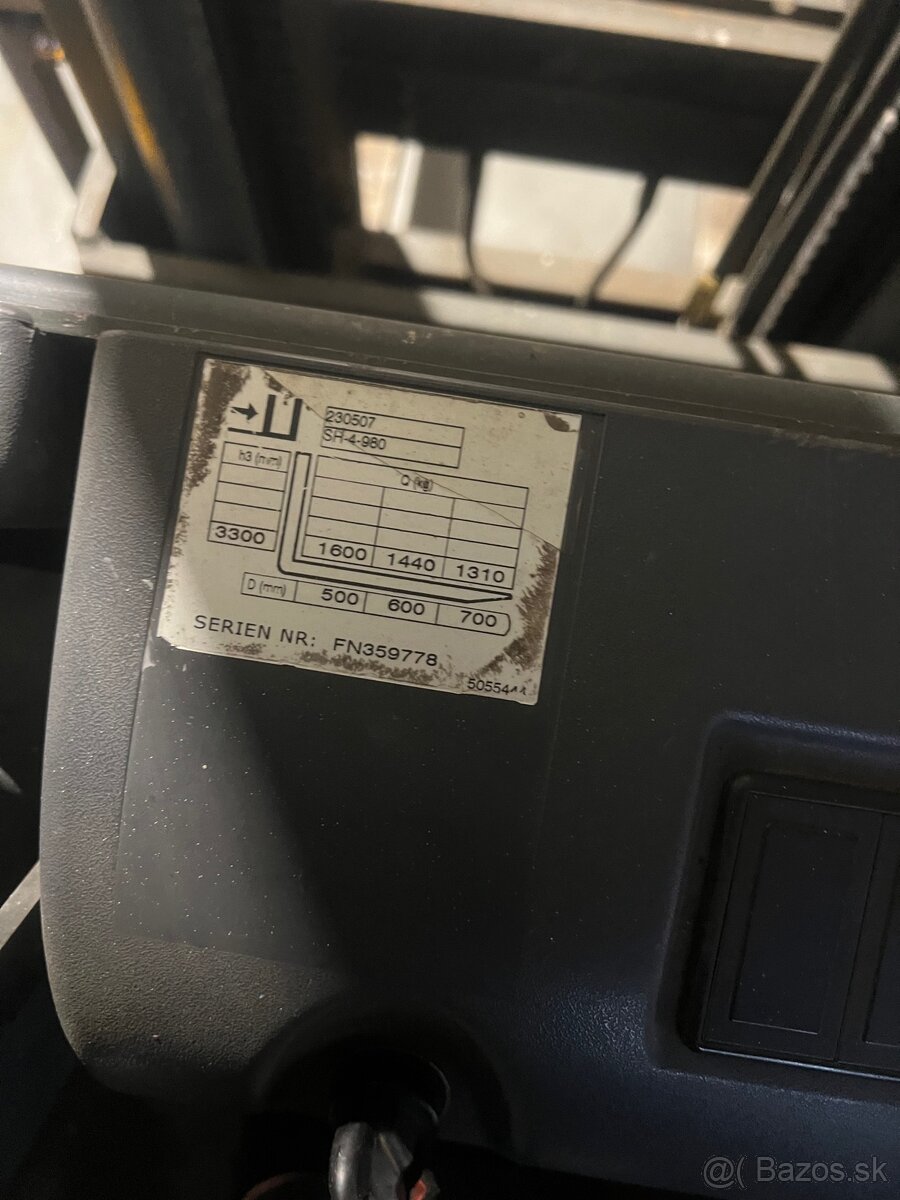 230507
SH-4-980
h3 (mm)
Q (kg)
3300
1600 1440 1310
D (mm) 500 600 700
SERIEN NR: FN359778
@( Bazos.sk